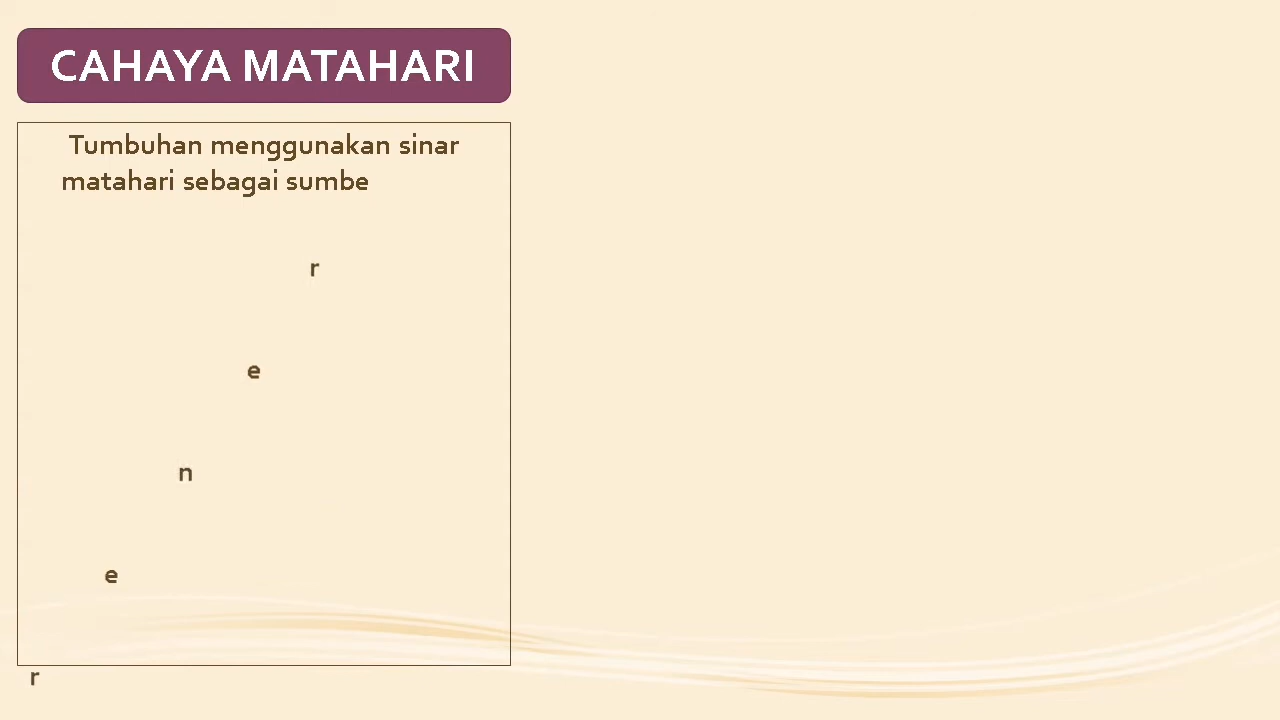 CAHAYA MATAHARI
Tumbuhan menggunakan sinar
matahari sebagai sumbe
r
e
n
e
r